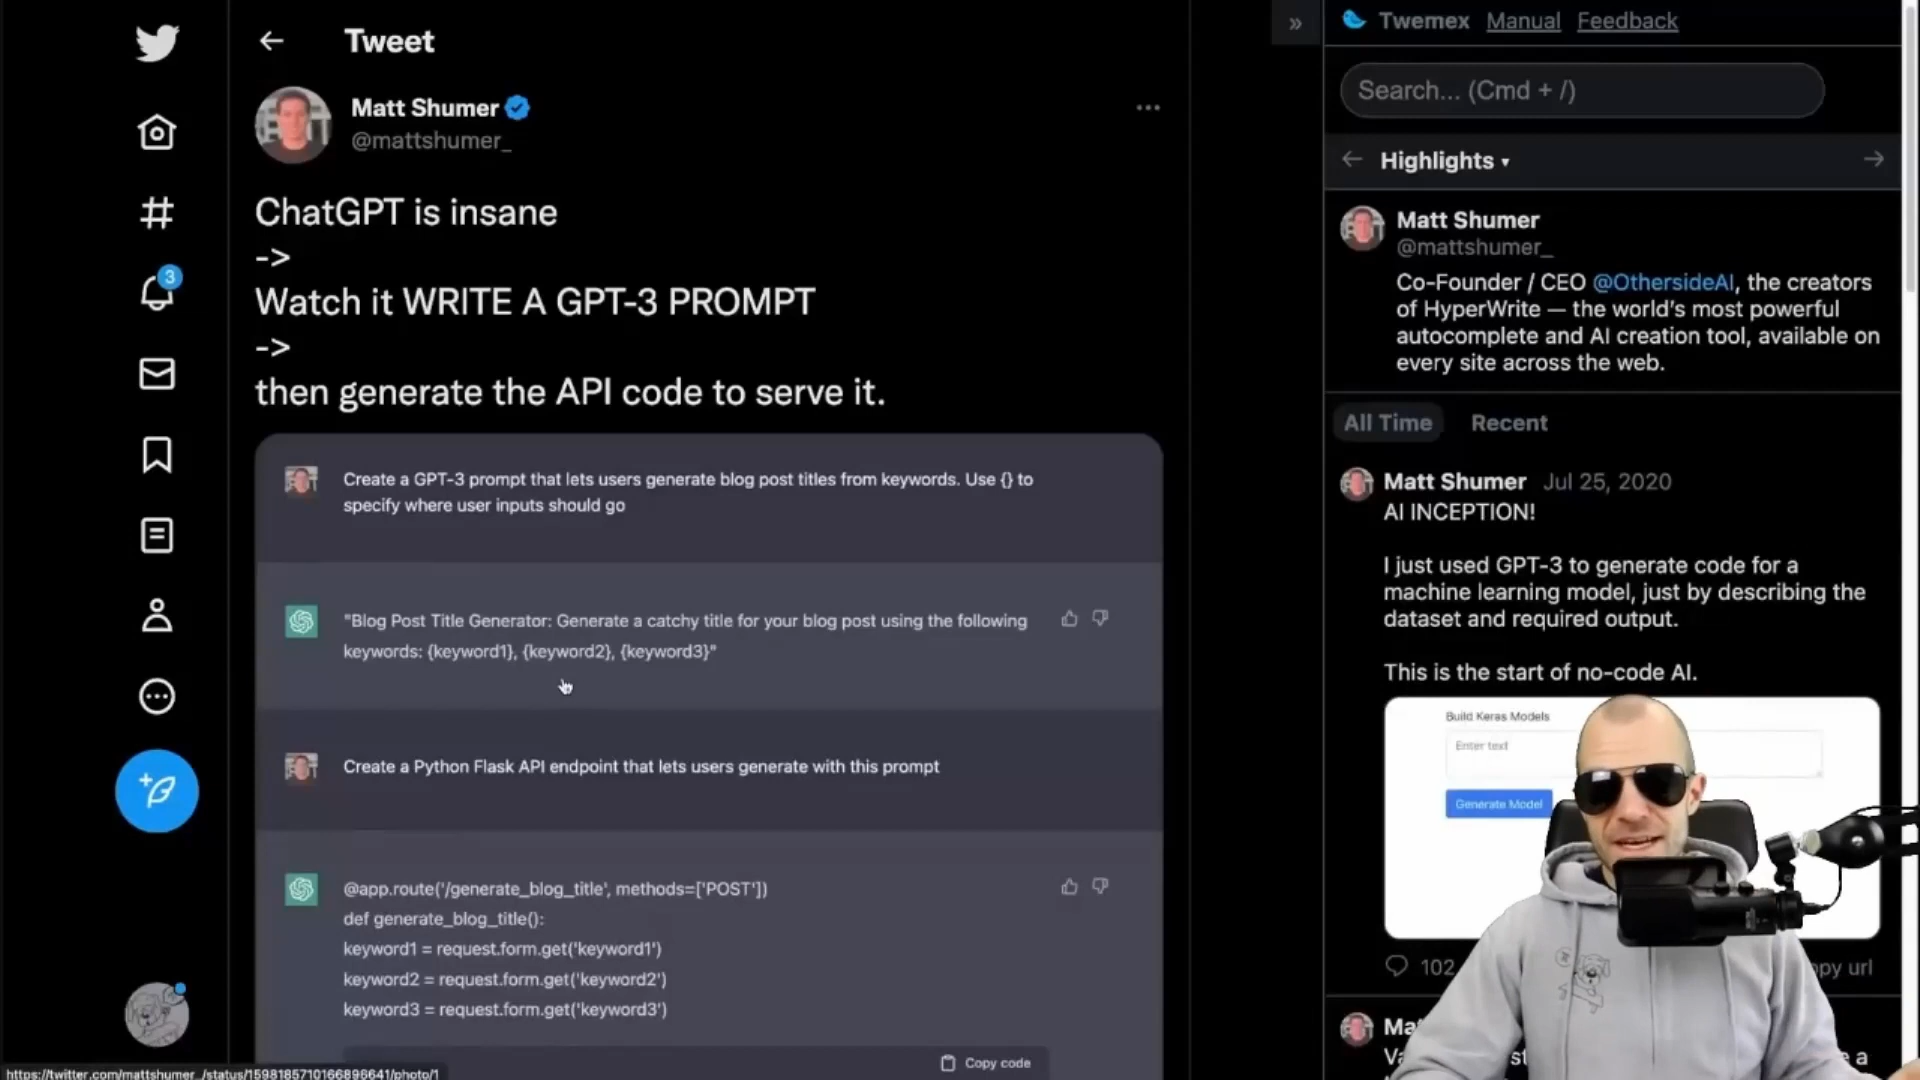 Tweet
Matt Shumer
@mattshumer_
ChatGPT is insane
->
Watch it WRITE A GPT-3 PROMPT
->
then generate the API code to serve it.
Create a GPT-3 prompt that lets users generate blog post titles from keywords. Use {} to
specify where user inputs should go
"Blog Post Title Generator: Generate a catchy title for your blog post using the following
keywords: {keyword1}, {keyword2}, {keyword3}"
Create a Python Flask API endpoint that lets users generate with this prompt
@app.route('/generate_blog_title', methods=['POST'])
def generate_blog_title():
keyword1 = request.form.get('keyword1')
keyword2 = request.form.get('keyword2')
keyword3 = request.form.get('keyword3')
Copy code
3
https://twitter.com/mattshumer_/status/1598185710166896641/photo/1
»
Twemex Manual Feedback
Search... (Cmd + /)
← Highlights ▾ →
Matt Shumer
@mattshumer_
Co-Founder / CEO @OthersideAI, the creators
of HyperWrite — the world's most powerful
autocomplete and AI creation tool, available on
every site across the web.
All Time Recent
Matt Shumer Jul 25, 2020
AI INCEPTION!
I just used GPT-3 to generate code for a
machine learning model, just by describing the
dataset and required output.
This is the start of no-code AI.
Build Keras Models
Enter text
Generate Model
102
url